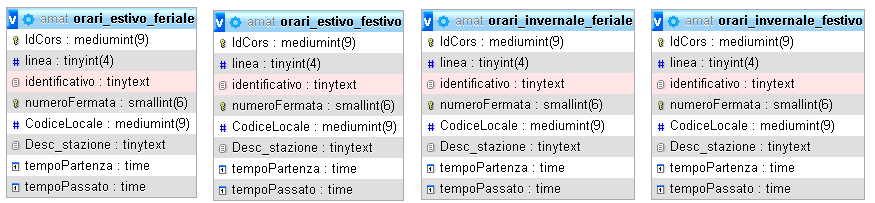 v amat orari_estivo_feriale
IdCors : mediumint(9)
# linea : tinyint(4)
identificativo : tinytext
numeroFermata : smallint(6)
# CodiceLocale : mediumint(9)
Desc_stazione : tinytext
tempoPartenza : time
tempoPassato : time
v amat orari_estivo_festivo
IdCors : mediumint(9)
# linea : tinyint(4)
identificativo : tinytext
numeroFermata : smallint(6)
# CodiceLocale : mediumint(9)
Desc_stazione : tinytext
tempoPartenza : time
tempoPassato : time
v amat orari_invernale_feriale
IdCors : mediumint(9)
# linea : tinyint(4)
identificativo : tinytext
numeroFermata : smallint(6)
# CodiceLocale : mediumint(9)
Desc_stazione : tinytext
tempoPartenza : time
tempoPassato : time
v amat orari_invernale_festivo
IdCors : mediumint(9)
# linea : tinyint(4)
identificativo : tinytext
numeroFermata : smallint(6)
# CodiceLocale : mediumint(9)
Desc_stazione : tinytext
tempoPartenza : time
tempoPassato : time